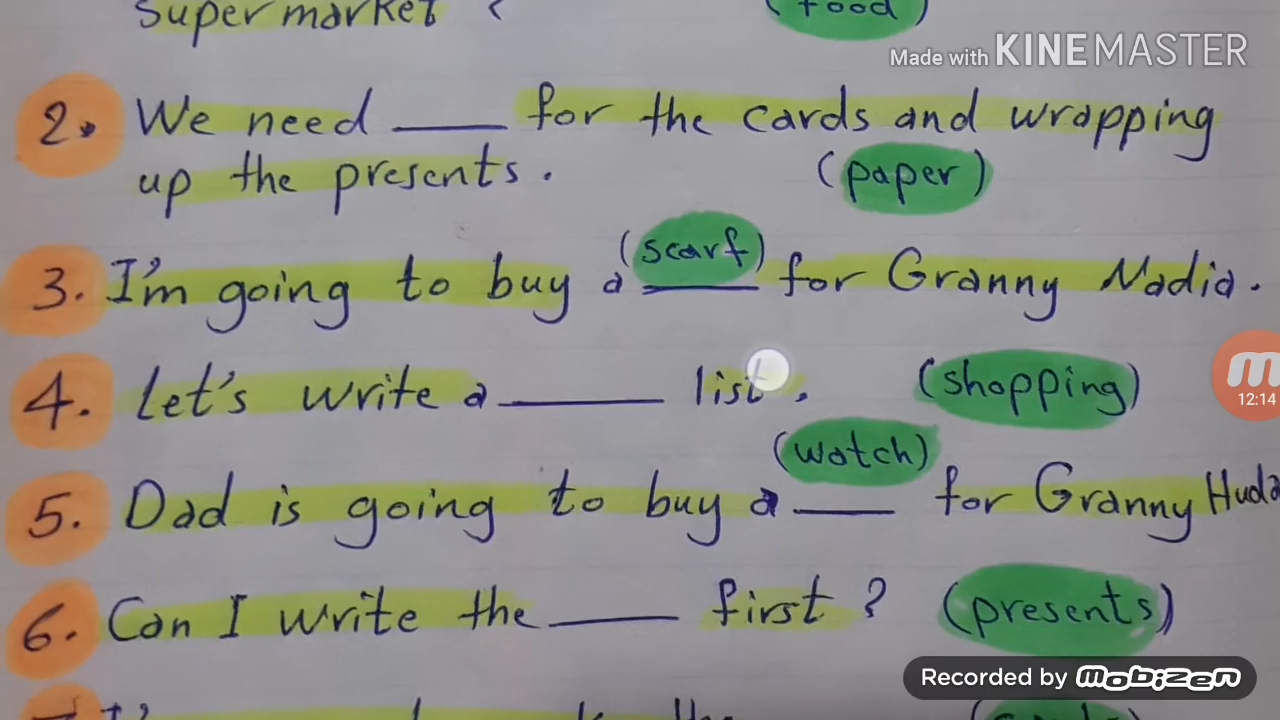 Supermarket (food)
Made with KINEMASTER
2. We need ____ for the cards and wrapping
up the presents. (paper)
(scarf)
3. I'm going to buy a ____ for Granny Nadia.
4. Let's write a ____ list. (shopping)
(watch)
5. Dad is going to buy a ____ for Granny Huda
12:14
6. Can I write the ____ first? (presents)
Recorded by mobizen